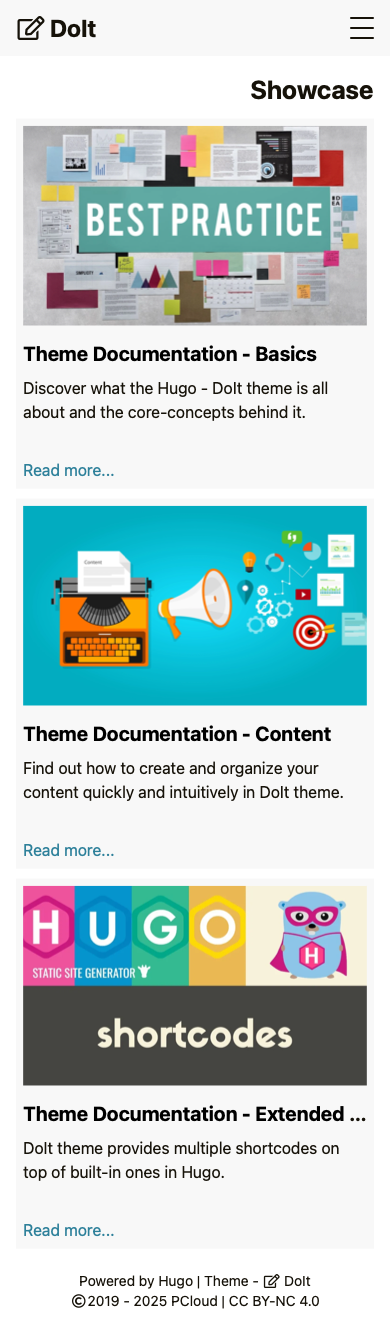 DoIt
Showcase
BEST PRACTICE
Theme Documentation - Basics
Discover what the Hugo - DoIt theme is all
about and the core-concepts behind it.
Read more...
Content
Theme Documentation - Content
Find out how to create and organize your
content quickly and intuitively in DoIt theme.
Read more...
HUGO
STATIC SITE GENERATOR
H
shortcodes
Theme Documentation - Extended ...
DoIt theme provides multiple shortcodes on
top of built-in ones in Hugo.
Read more...
Powered by Hugo | Theme - DoIt
©2019 - 2025 PCloud | CC BY-NC 4.0